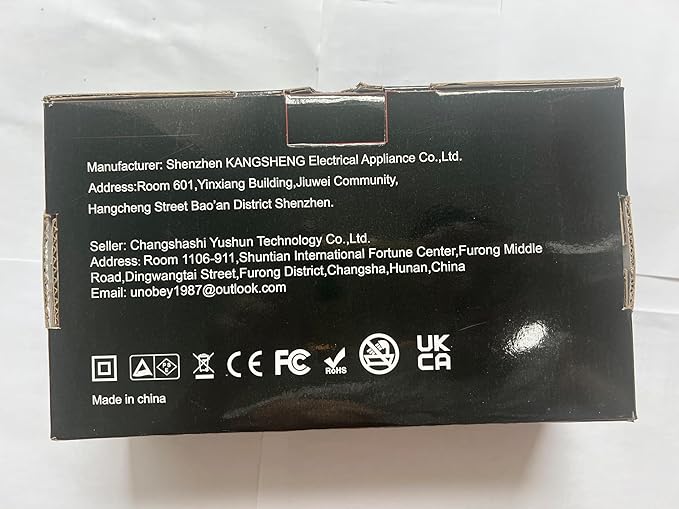 Manufacturer: Shenzhen KANGSHENG Electrical Appliance Co.,Ltd.
Address:Room 601,Yinxiang Building,Jiuwei Community,
Hangcheng Street Bao'an District Shenzhen.
Seller: Changshashi Yushun Technology Co.,Ltd.
Address: Room 1106-911,Shuntian International Fortune Center,Furong Middle
Road,Dingwangtai Street,Furong District,Changsha,Hunan,China
Email: unobey1987@outlook.com
CE FC RoHS UK
CA
Made in china